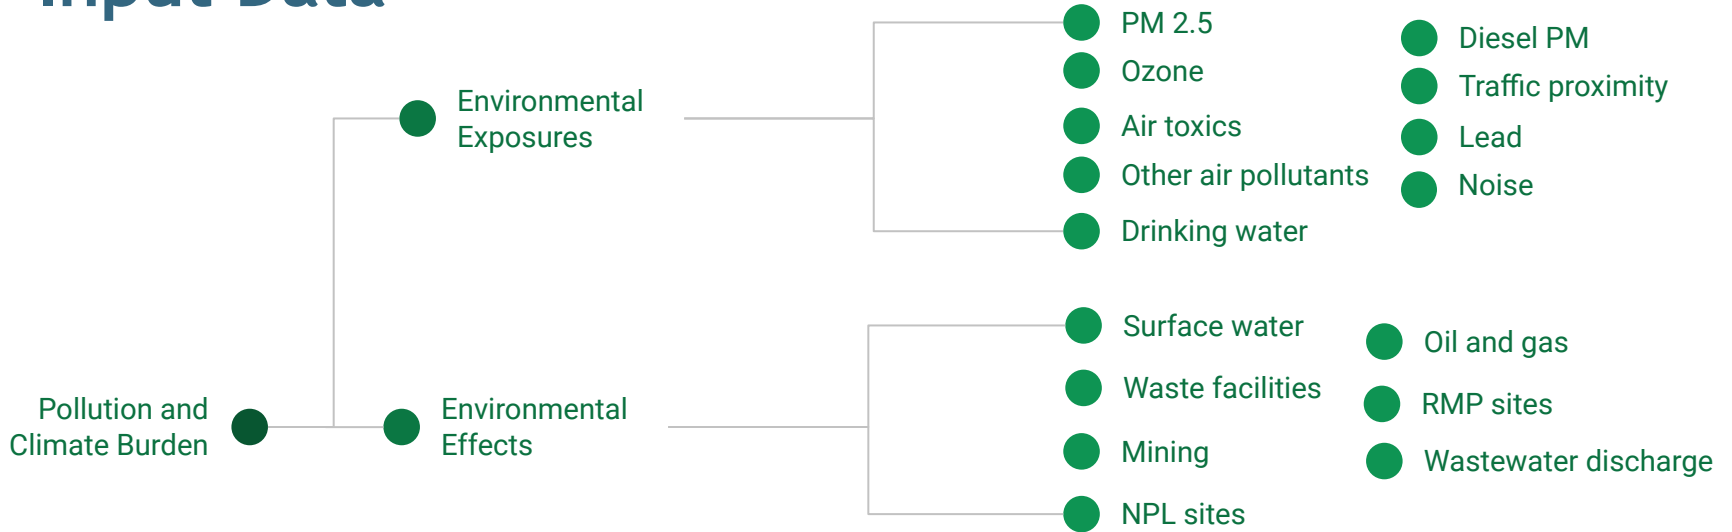 Input Data
Environmental
Exposures
PM 2.5
Ozone
Air toxics
Other air pollutants
Drinking water
Diesel PM
Traffic proximity
Lead
Noise
Pollution and
Climate Burden
Environmental
Effects
Surface water
Waste facilities
Mining
NPL sites
Oil and gas
RMP sites
Wastewater discharge